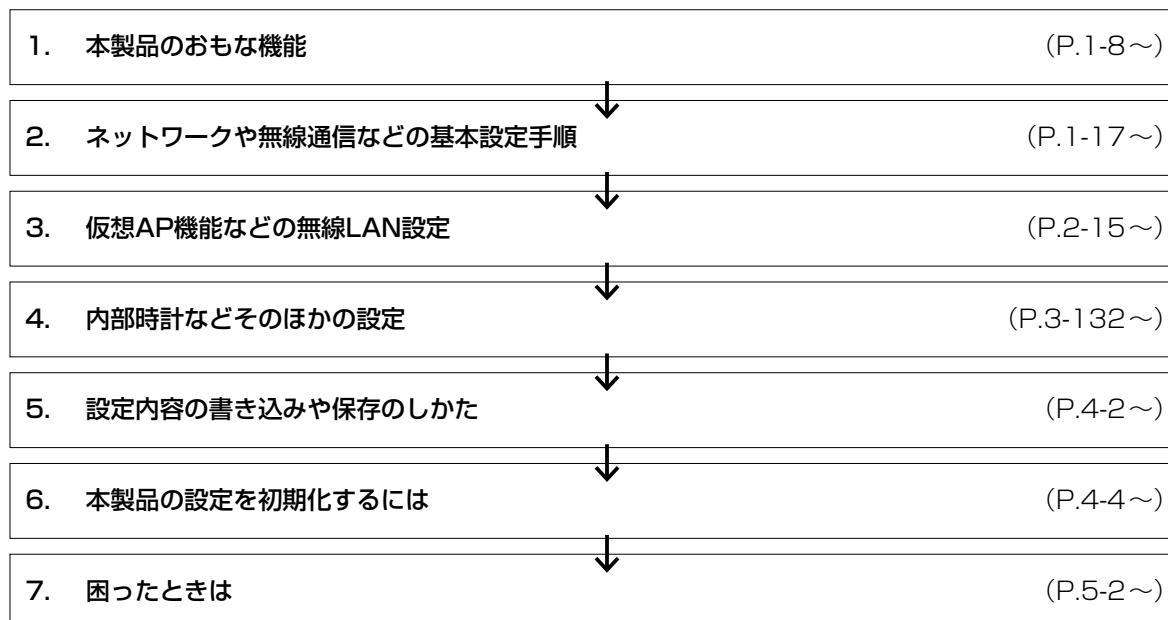 1. 本製品のおもな機能 （P.1-8～）
2. ネットワークや無線通信などの基本設定手順 （P.1-17～）
3. 仮想AP機能などの無線LAN設定 （P.2-15～）
4. 内部時計などそのほかの設定 （P.3-132～）
5. 設定内容の書き込みや保存のしかた （P.4-2～）
6. 本製品の設定を初期化するには （P.4-4～）
7. 困ったときは （P.5-2～）